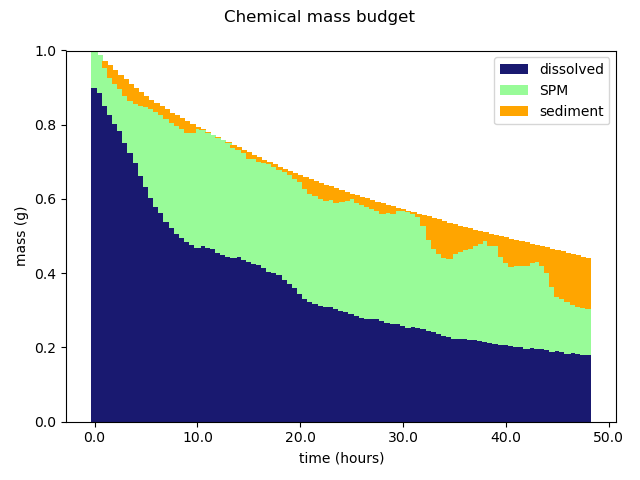 Chemical mass budget
dissolved
SPM
sediment
mass (g)
1.0
0.8
0.6
0.4
0.2
0.0
0.0 10.0 20.0 30.0 40.0 50.0
time (hours)